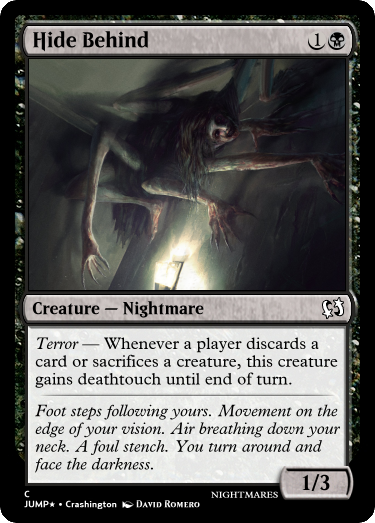 Hide Behind 1
Creature — Nightmare
Terror — Whenever a player discards a
card or sacrifices a creature, this creature
gains deathtouch until end of turn.
Foot steps following yours. Movement on the
edge of your vision. Air breathing down your
neck. A foul stench. You turn around and
face the darkness.
1/3
C
JUMP★ • Crashington DAVID ROMERO
NIGHTMARES